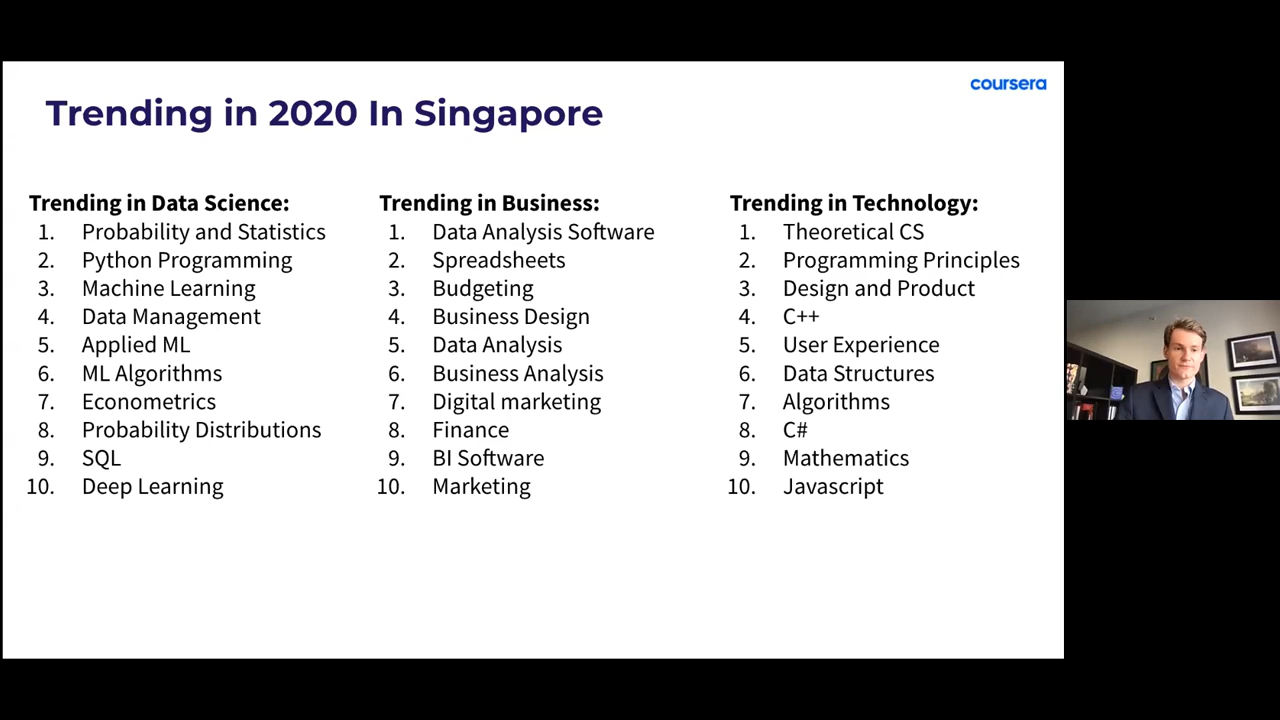 coursera
Trending in 2020 In Singapore
Trending in Data Science:
1. Probability and Statistics
2. Python Programming
3. Machine Learning
4. Data Management
5. Applied ML
6. ML Algorithms
7. Econometrics
8. Probability Distributions
9. SQL
10. Deep Learning
Trending in Business:
1. Data Analysis Software
2. Spreadsheets
3. Budgeting
4. Business Design
5. Data Analysis
6. Business Analysis
7. Digital marketing
8. Finance
9. BI Software
10. Marketing
Trending in Technology:
1. Theoretical CS
2. Programming Principles
3. Design and Product
4. C++
5. User Experience
6. Data Structures
7. Algorithms
8. C#
9. Mathematics
10. Javascript